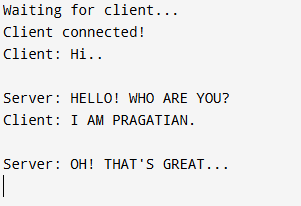 Waiting for client...
Client connected!
Client: Hi..
Server: HELLO! WHO ARE YOU?
Client: I AM PRAGATIAN.
Server: OH! THAT'S GREAT...